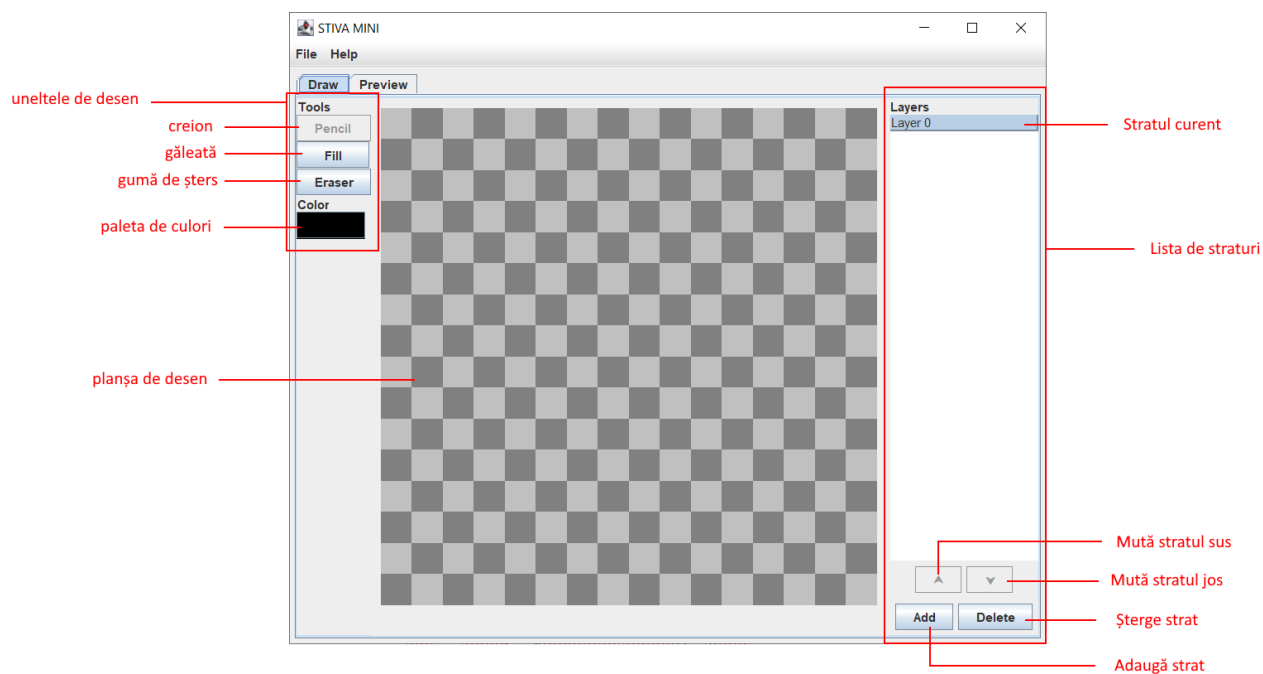 STIVA MINI
File Help
Draw Preview
uneltele de desen
Tools
creion
Pencil
găleată
Fill
gumă de șters
Eraser
Color
paleta de culori
planșa de desen
Layers
Layer 0
Stratul curent
Lista de straturi
Mută stratul sus
Mută stratul jos
Add Delete
Șterge strat
Adaugă strat